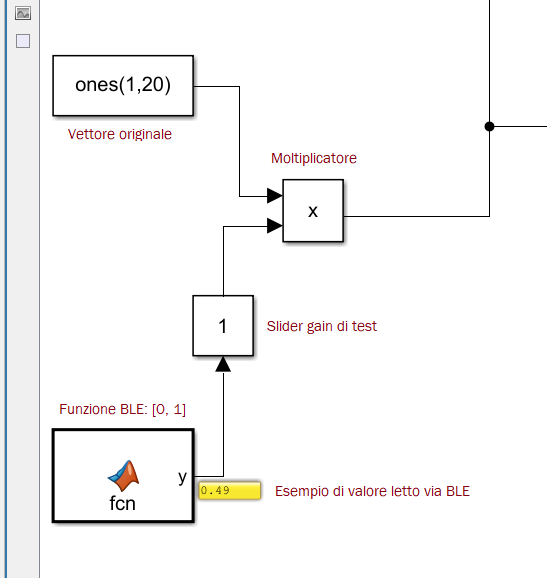 ones(1,20)
Vettore originale
Moltiplicatore
x
1
Slider gain di test
Funzione BLE: [0, 1]
y
fcn
0.49
Esempio di valore letto via BLE